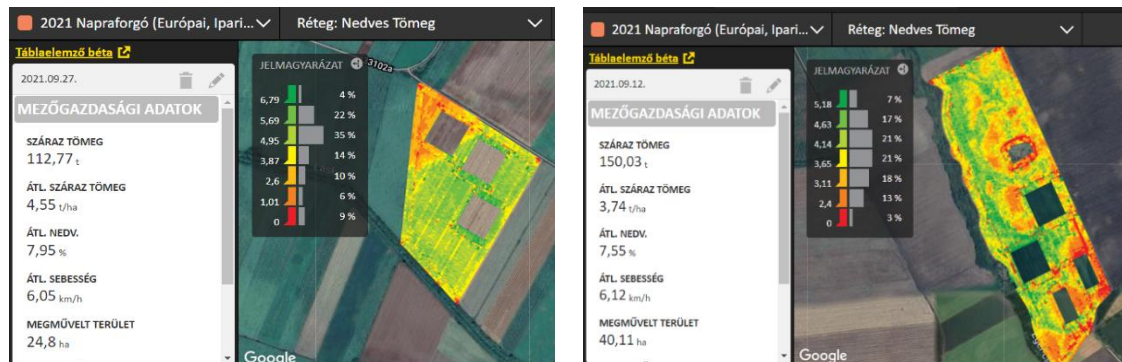 2021 Napraforgó (Európai, Ipari...
Réteg: Nedves Tömeg
Táblaelemző béta
2021.09.27.
MEZŐGAZDASÁGI ADATOK
SZÁRAZ TÖMEG
112,77 t
ÁTL. SZÁRAZ TÖMEG
4,55 t/ha
ÁTL. NEDV.
7,95 %
ÁTL. SEBESSÉG
6,05 km/h
MEGMŰVELT TERÜLET
24,8 ha
JELMAGYARÁZAT
6,79 4 %
5,69 22 %
4,95 35 %
3,87 14 %
2,6 10 %
1,01 6 %
0 9 %
3102a
Google
2021 Napraforgó (Európai, Ipari...
Réteg: Nedves Tömeg
Táblaelemző béta
2021.09.12.
MEZŐGAZDASÁGI ADATOK
SZÁRAZ TÖMEG
150,03 t
ÁTL. SZÁRAZ TÖMEG
3,74 t/ha
ÁTL. NEDV.
7,55 %
ÁTL. SEBESSÉG
6,12 km/h
MEGMŰVELT TERÜLET
40,11 ha
JELMAGYARÁZAT
5,18 7 %
4,63 17 %
4,14 21 %
3,65 21 %
3,11 18 %
2,4 13 %
0 3 %
Google